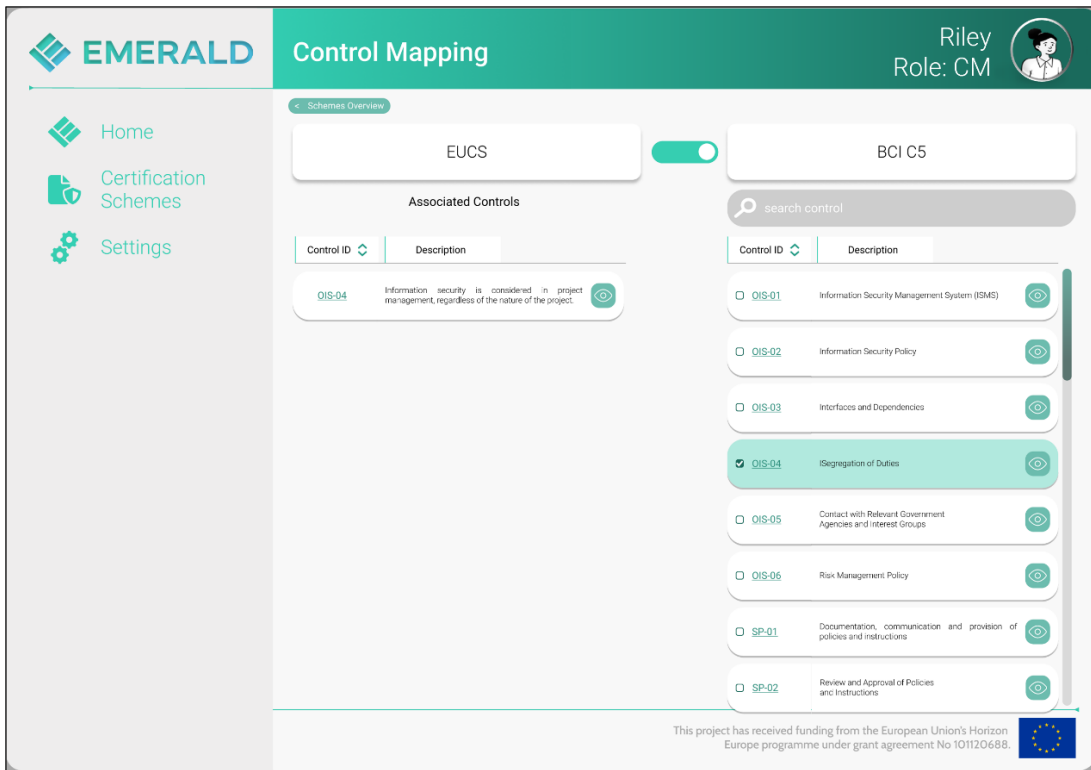 EMERALD
Control Mapping
Riley
Role: CM
Home
Certification
Schemes
Settings
< Schemes Overview
EUCS
BCI C5
Associated Controls
search control
Control ID
Description
OIS-04
Information security is considered in project
management, regardless of the nature of the project.
Control ID
Description
OIS-01
Information Security Management System (ISMS)
OIS-02
Information Security Policy
OIS-03
Interfaces and Dependencies
OIS-04
ISegregation of Duties
OIS-05
Contact with Relevant Government
Agencies and Interest Groups
OIS-06
Risk Management Policy
SP-01
Documentation, communication and provision of
policies and instructions
SP-02
Review and Approval of Policies
and Instructions
This project has received funding from the European Union's Horizon
Europe programme under grant agreement No 101120688.